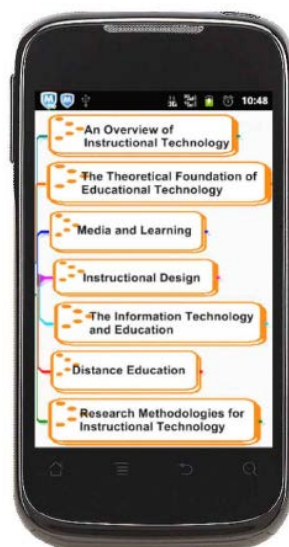 10:48
An Overview of
Instructional Technology
The Theoretical Foundation of
Educational Technology
Media and Learning
Instructional Design
The Information Technology
and Education
Distance Education
Research Methodologies for
Instructional Technology